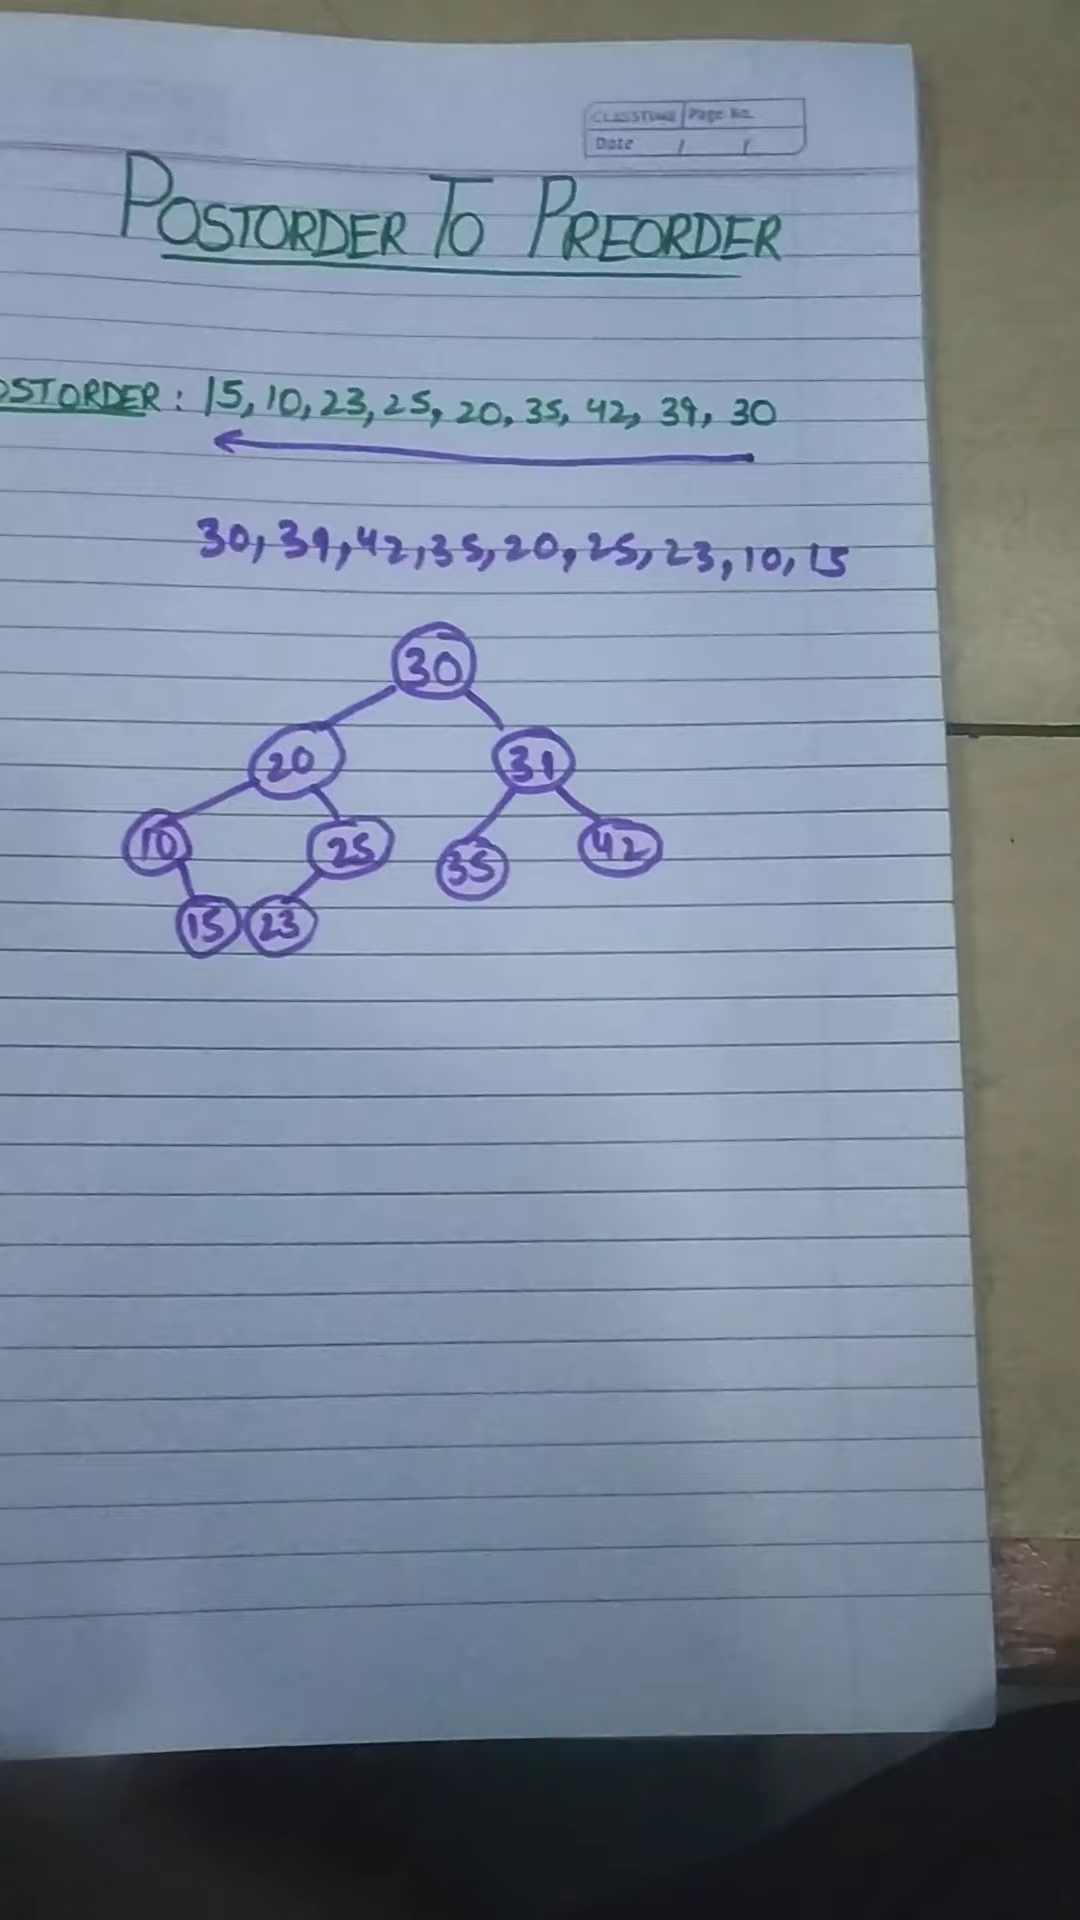 CLASSTIME Page No.
Date / /
POSTORDER TO PREORDER
OSTORDER: 15, 10, 23, 25, 20, 35, 42, 39, 30
30, 39, 42, 35, 20, 25, 23, 10, 15
30
20 39
10 25 35 42
15 23